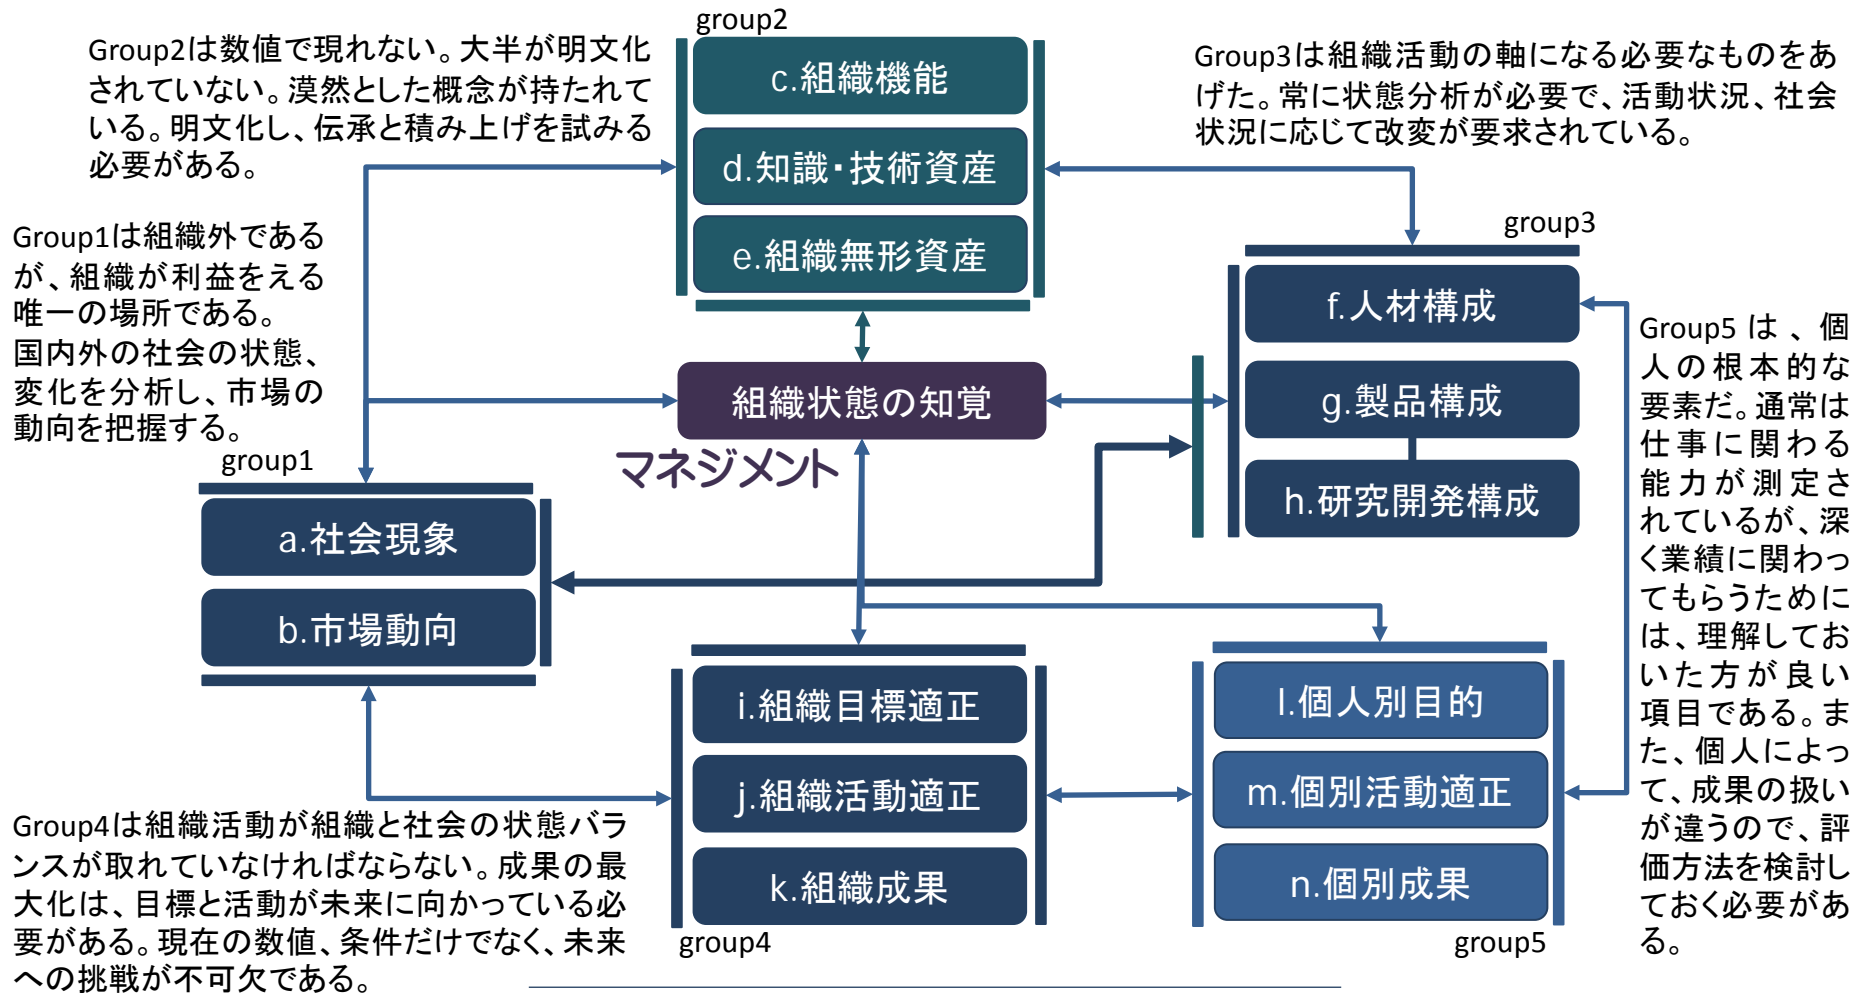 group2
Group2は数値で現れない。大半が明文化
されていない。漠然とした概念が持たれて
いる。明文化し、伝承と積み上げを試みる
必要がある。
c.組織機能
d.知識・技術資産
e.組織無形資産
Group3は組織活動の軸になる必要なものをあ
げた。常に状態分析が必要で、活動状況、社会
状況に応じて改変が要求されている。
group3
f.人材構成
g.製品構成
h.研究開発構成
Group1は組織外である
が、組織が利益をえる
唯一の場所である。
国内外の社会の状態、
変化を分析し、市場の
動向を把握する。
group1
a.社会現象
b.市場動向
組織状態の知覚
マネジメント
Group5は、個
人の根本的な
要素だ。通常は
仕事に関わる
能力が測定さ
れているが、深
く業績に関わっ
てもらうために
は、理解してお
いた方が良い
項目である。ま
た、個人によっ
て、成果の扱い
が違うので、評
価方法を検討し
ておく必要があ
る。
i.組織目標適正
j.組織活動適正
k.組織成果
group4
l.個人別目的
m.個別活動適正
n.個別成果
group5
Group4は組織活動が組織と社会の状態バラ
ンスが取れていなければならない。成果の最
大化は、目標と活動が未来に向かっている必
要がある。現在の数値、条件だけでなく、未来
への挑戦が不可欠である。